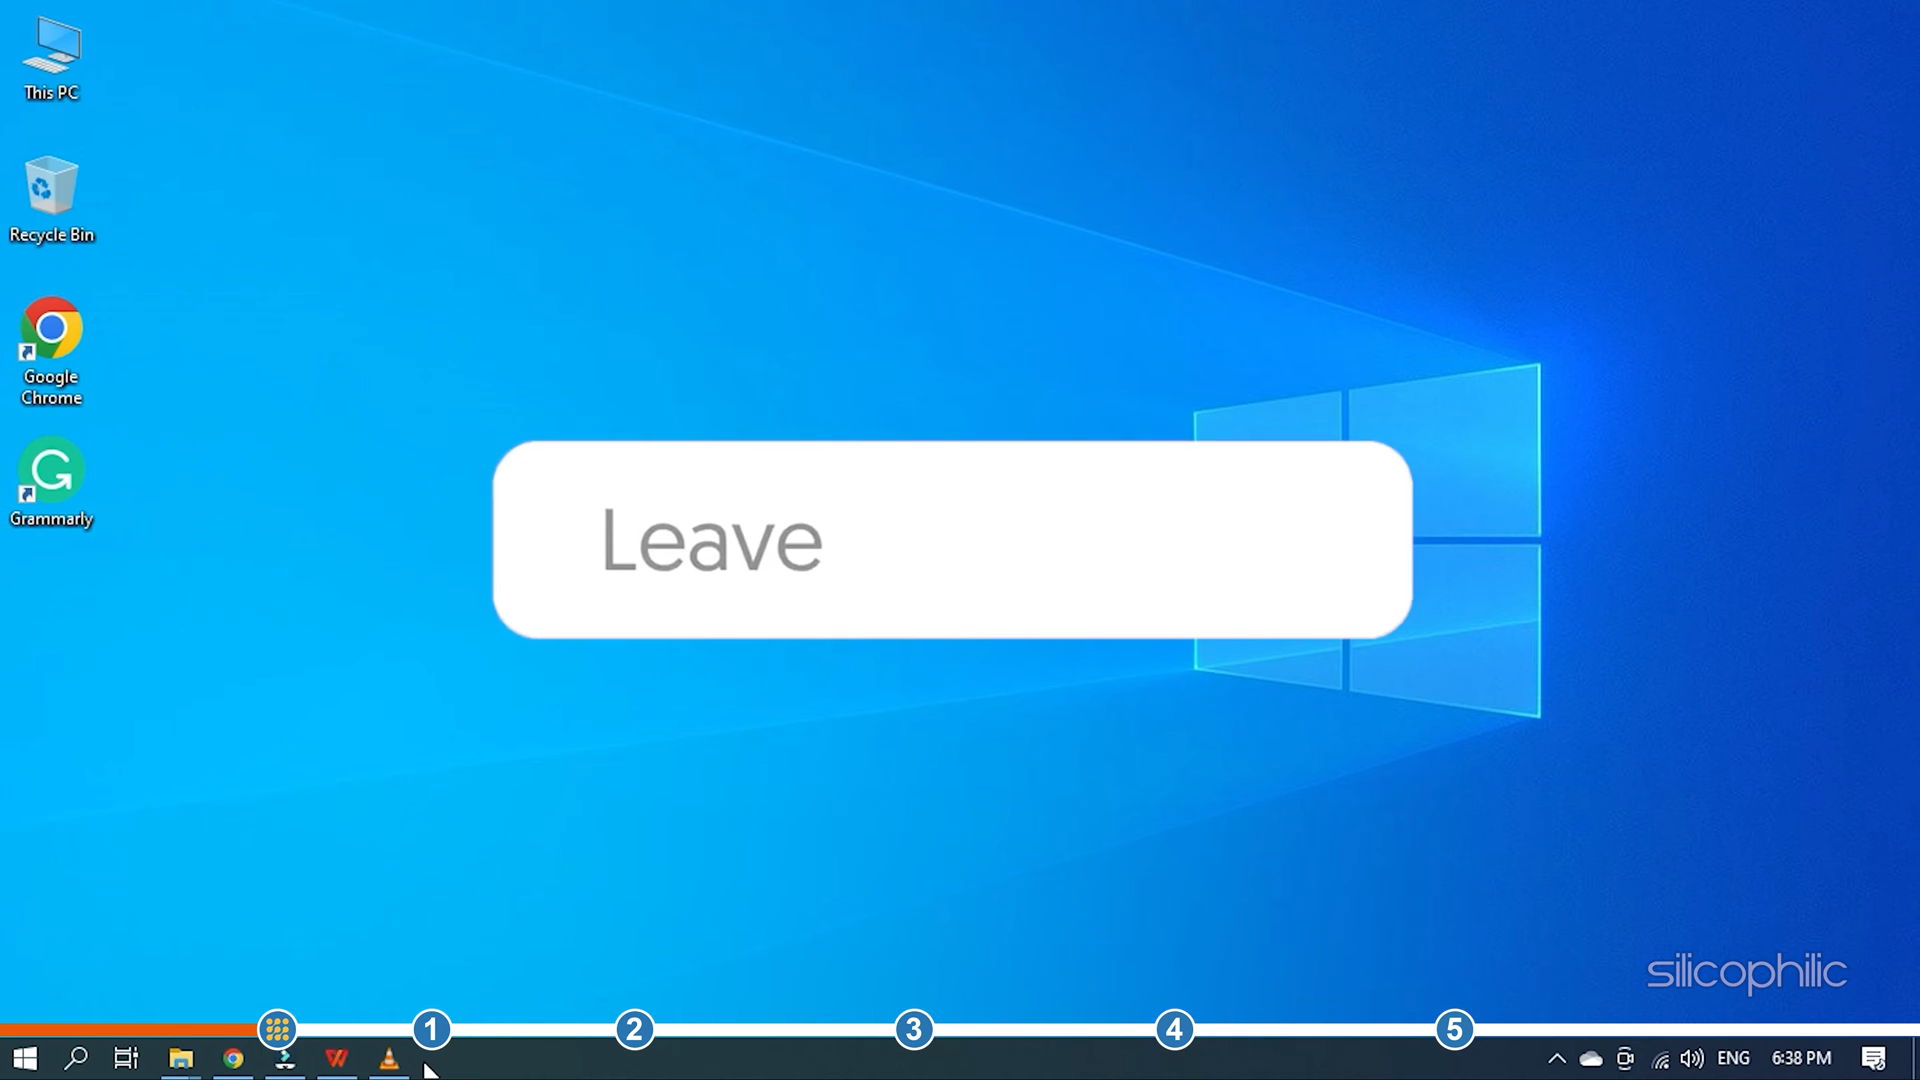 This PC
Recycle Bin
Google
Chrome
Grammarly
Leave
silicophilic
1 2 3 4 5
ENG 6:38 PM